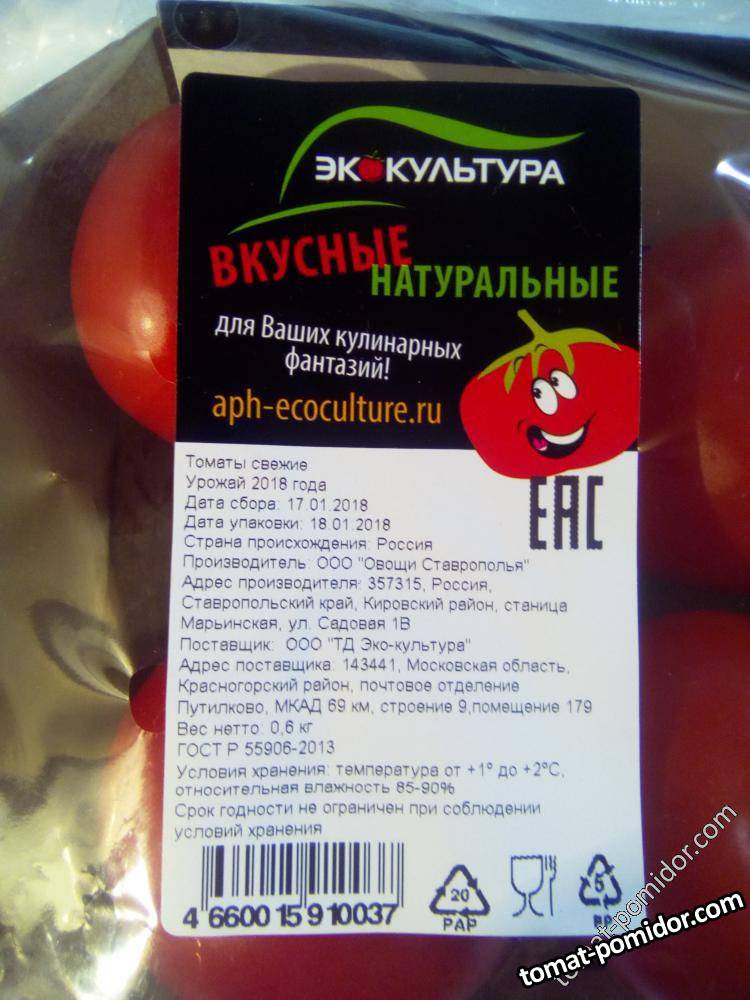 ЭКОКУЛЬТУРА
ВКУСНЫЕ
НАТУРАЛЬНЫЕ
для Ваших кулинарных
фантазий!
aph-ecoculture.ru
Томаты свежие
Урожай 2018 года
Дата сбора: 17.01.2018
Дата упаковки: 18.01.2018
Страна происхождения: Россия
Производитель: ООО "Овощи Ставрополья"
Адрес производителя: 357315, Россия,
Ставропольский край, Кировский район, станица
Марьинская, ул. Садовая 1В
Поставщик: ООО "ТД Эко-культура"
Адрес поставщика: 143441, Московская область,
Красногорский район, почтовое отделение
Путилково, МКАД 69 км, строение 9,помещение 179
Вес нетто: 0,6 кг
ГОСТ Р 55906-2013
Условия хранения: температура от +1° до +2°С,
относительная влажность 85-90%
Срок годности не ограничен при соблюдении
условий хранения
EAC
4 660015 910037
20
PAP
5
tomat-pomidor.com
tomat-pomidor.com